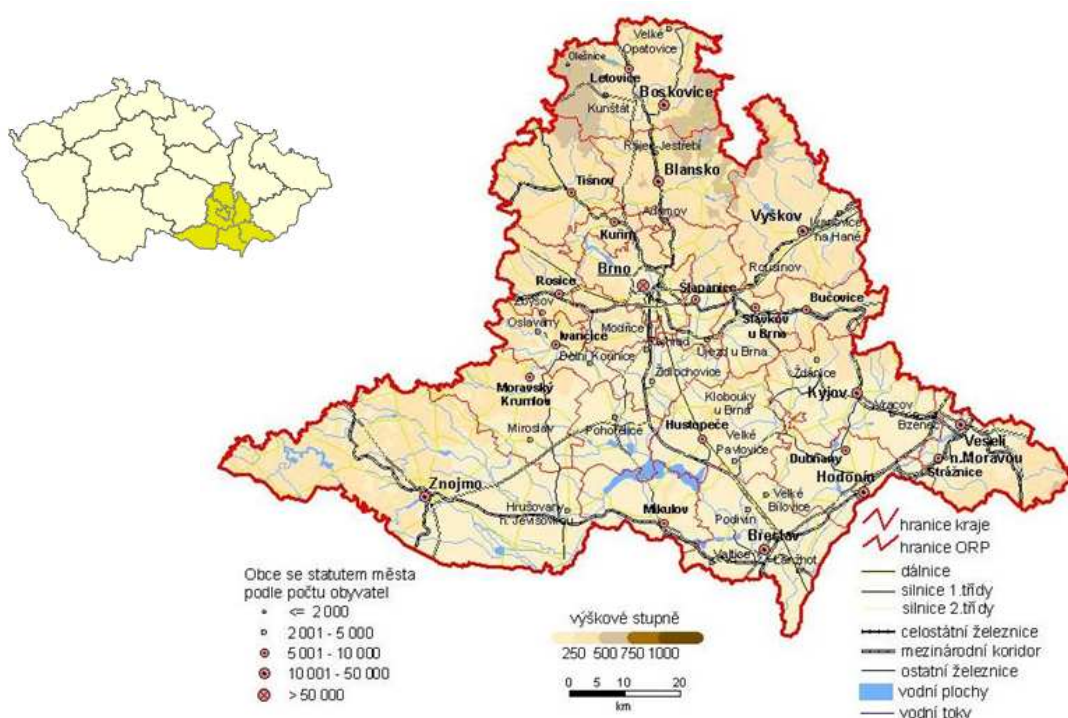 Velké
Opatovice
Olešnice
Letovice
Boskovice
Kunštát
Rájec-Jestřebí
Blansko
Tišnov
Adamov
Vyškov
Ivanovice
na Hané
Kuřim
Rousínov
Brno
Rosice
Šlapanice
Bučovice
Zbýšov
Slavkov
u Brna
Oslavany
Modřice
Ivančice
Rajhrad
Újezd u Brna
Dolní Kounice
Židlochovice
Ždánice
Moravský
Krumlov
Kyjov
Klobouky
u Brna
Vracov
Bzenec
Miroslav
Pohořelice
Hustopeče
Velké
Pavlovice
Veselí
n.Moravou
Dubňany
Strážnice
Znojmo
Hodonín
Hrušovany
n. Jevišovkou
Mikulov
Velké
Bílovice
Podivín
Břeclav
Valtice
Lanžhot
Obce se statutem města
podle počtu obyvatel
<= 2 000
2 001 - 5 000
5 001 - 10 000
10 001 - 50 000
> 50 000
výškové stupně
250 500 750 1000
0 5 10 20
km
hranice kraje
hranice ORP
dálnice
silnice 1.třídy
silnice 2.třídy
celostátní železnice
mezinárodní koridor
ostatní železnice
vodní plochy
vodní toky